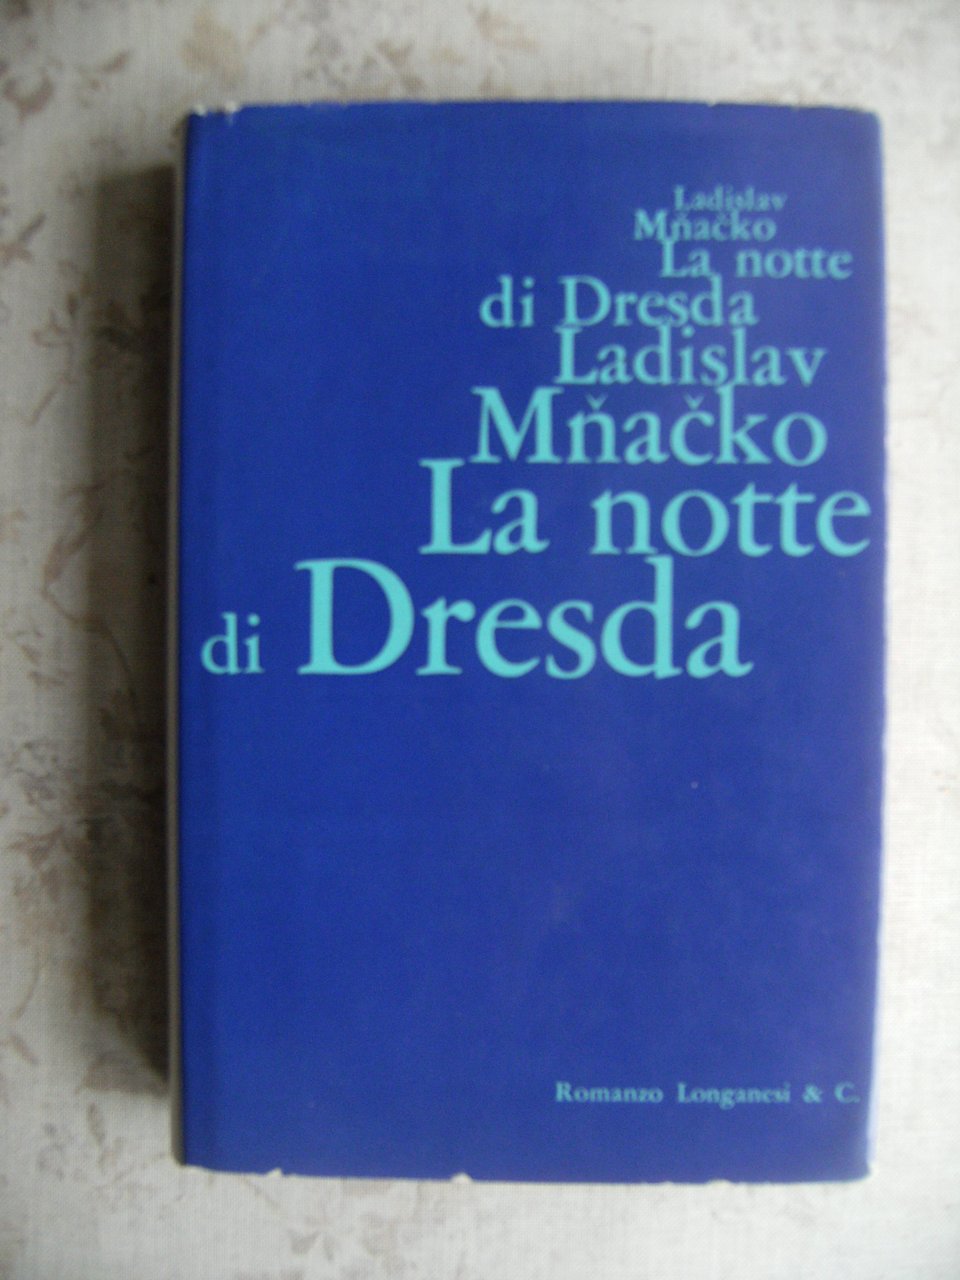 Ladislav
Mňačko
La notte
di Dresda
Ladislav
Mňačko
La notte
di Dresda
Romanzo Longanesi & C.